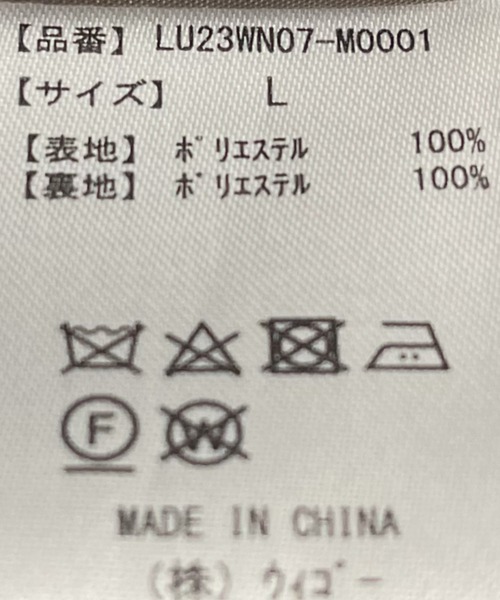 【品番】 LU23WN07-M0001
【サイズ】 L
【表地】 ポリエステル 100%
【裏地】 ポリエステル 100%
F W
MADE IN CHINA
(株) ウィゴー